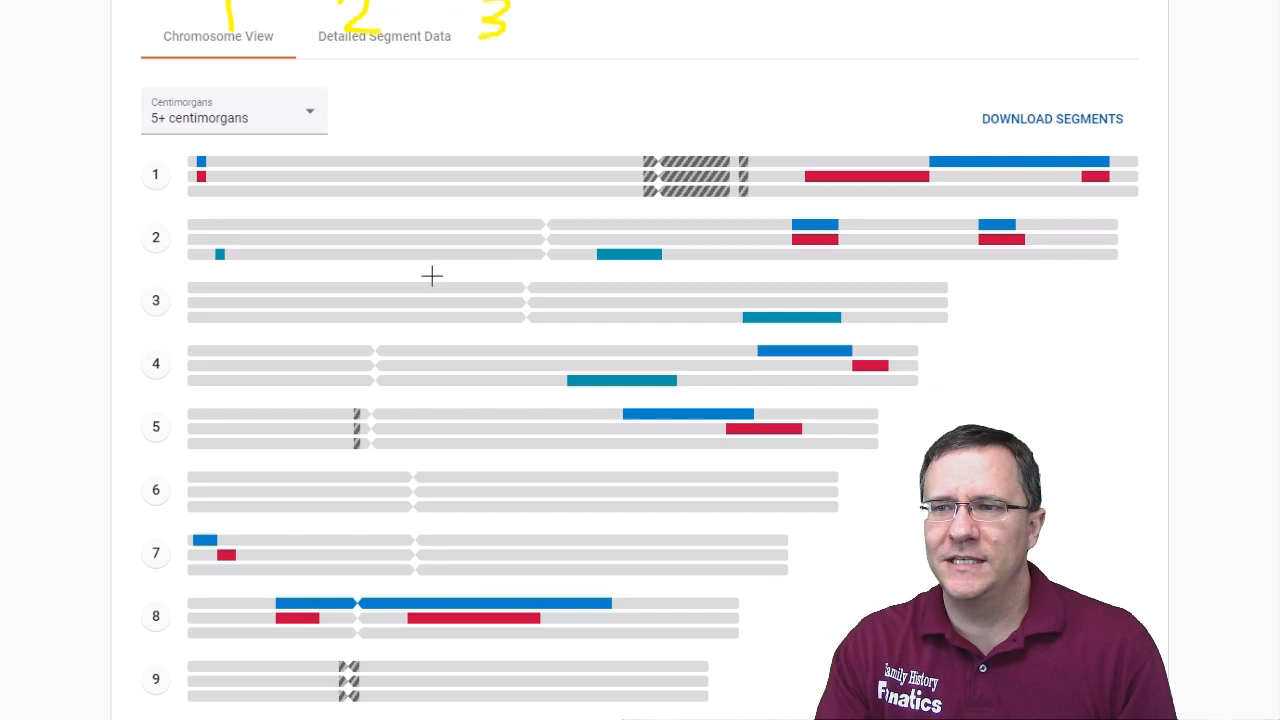 1 2 3
Chromosome View Detailed Segment Data
Centimorgans
5+ centimorgans
DOWNLOAD SEGMENTS
1
2
3
4
5
6
7
8
9
Family History
Fanatics